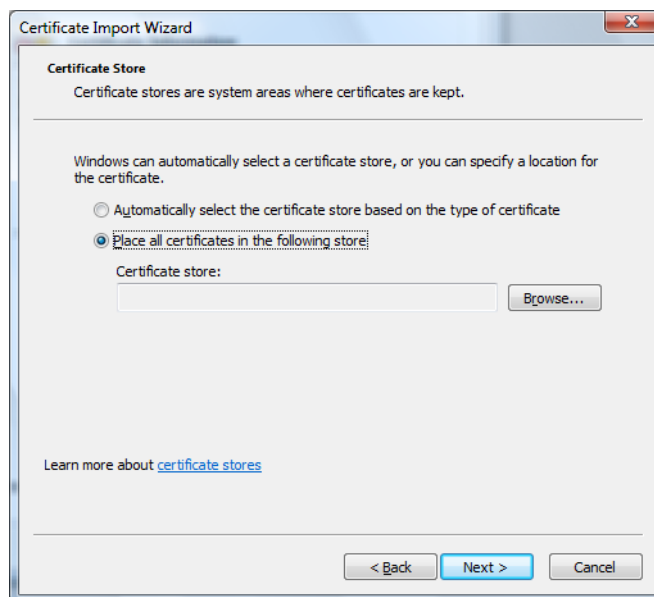 Certificate Import Wizard
Certificate Store
Certificate stores are system areas where certificates are kept.
Windows can automatically select a certificate store, or you can specify a location for
the certificate.
Automatically select the certificate store based on the type of certificate
Place all certificates in the following store
Certificate store:
Browse...
Learn more about certificate stores
< Back
Next >
Cancel